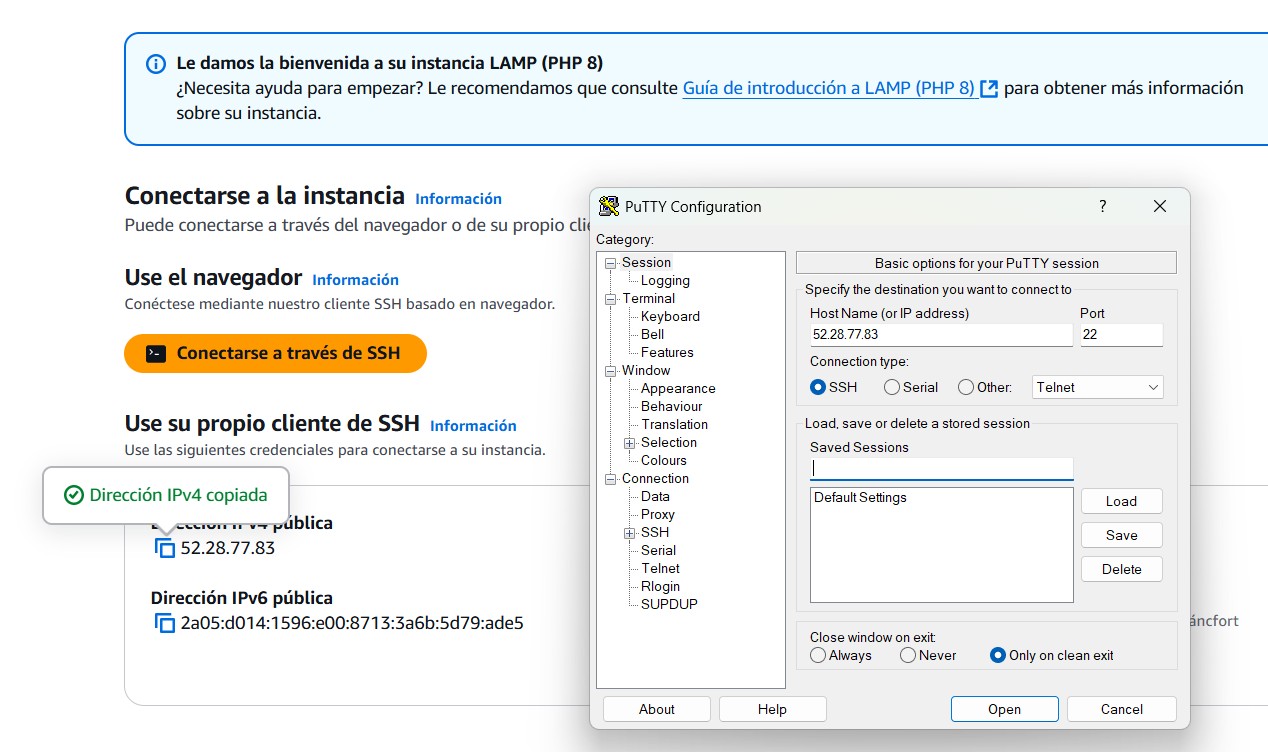 Le damos la bienvenida a su instancia LAMP (PHP 8)
¿Necesita ayuda para empezar? Le recomendamos que consulte Guía de introducción a LAMP (PHP 8) para obtener más información
sobre su instancia.
Conectarse a la instancia Información
Puede conectarse a través del navegador o de su propio
Use el navegador Información
Conéctese mediante nuestro cliente SSH basado en navegador.
Conectarse a través de SSH
Use su propio cliente de SSH Información
Use las siguientes credenciales para conectarse a su instancia.
Dirección IPv4 copiada
pública
52.28.77.83
Dirección IPv6 pública
2a05:d014:1596:e00:8713:3a6b:5d79:ade5
PuTTY Configuration ?
Category:
Session
Logging
Terminal
Keyboard
Bell
Features
Window
Appearance
Behaviour
Translation
Selection
Colours
Connection
Data
Proxy
SSH
Serial
Telnet
Rlogin
SUPDUP
Basic options for your PuTTY session
Specify the destination you want to connect to
Host Name (or IP address) Port
52.28.77.83 22
Connection type:
SSH Serial Other: Telnet
Load, save or delete a stored session
Saved Sessions
Default Settings
Load
Save
Delete
Close window on exit:
Always Never Only on clean exit
About Help Open Cancel